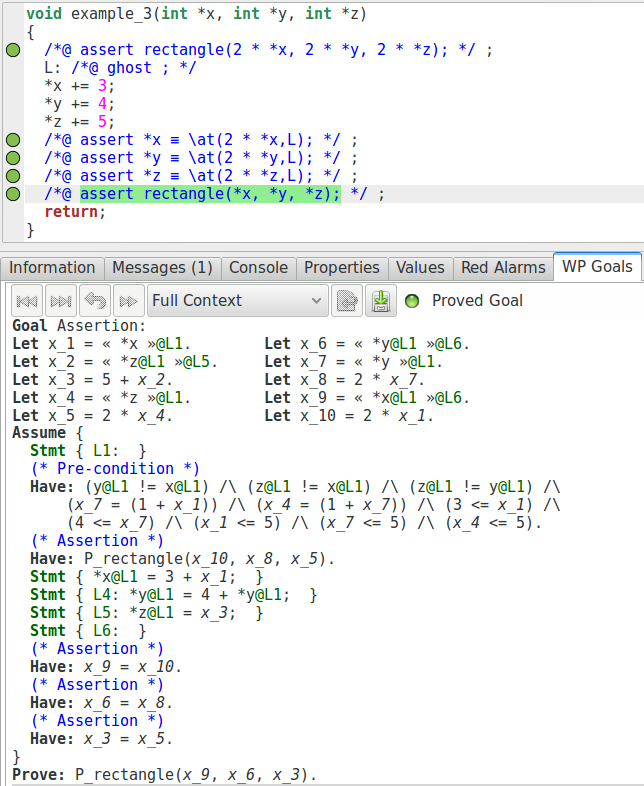 void example_3(int *x, int *y, int *z)
{
/*@ assert rectangle(2 * *x, 2 * *y, 2 * *z); */ ;
L: /*@ ghost ; */
*x += 3;
*y += 4;
*z += 5;
/*@ assert *x ≡ \at(2 * *x,L); */ ;
/*@ assert *y ≡ \at(2 * *y,L); */ ;
/*@ assert *z ≡ \at(2 * *z,L); */ ;
/*@ assert rectangle(*x, *y, *z); */ ;
return;
}
Information Messages (1) Console Properties Values Red Alarms WP Goals
Full Context Proved Goal
Goal Assertion:
Let x_1 = « *x »@L1. Let x_6 = « *y@L1 »@L6.
Let x_2 = « *z@L1 »@L5. Let x_7 = « *y »@L1.
Let x_3 = 5 + x_2. Let x_8 = 2 * x_7.
Let x_4 = « *z »@L1. Let x_9 = « *x@L1 »@L6.
Let x_5 = 2 * x_4. Let x_10 = 2 * x_1.
Assume {
Stmt { L1: }
(* Pre-condition *)
Have: (y@L1 != x@L1) /\ (z@L1 != x@L1) /\ (z@L1 != y@L1) /\
(x_7 = (1 + x_1)) /\ (x_4 = (1 + x_7)) /\ (3 <= x_1) /\
(4 <= x_7) /\ (x_1 <= 5) /\ (x_7 <= 5) /\ (x_4 <= 5).
(* Assertion *)
Have: P_rectangle(x_10, x_8, x_5).
Stmt { *x@L1 = 3 + x_1; }
Stmt { L4: *y@L1 = 4 + *y@L1; }
Stmt { L5: *z@L1 = x_3; }
Stmt { L6: }
(* Assertion *)
Have: x_9 = x_10.
(* Assertion *)
Have: x_6 = x_8.
(* Assertion *)
Have: x_3 = x_5.
}
Prove: P_rectangle(x_9, x_6, x_3).